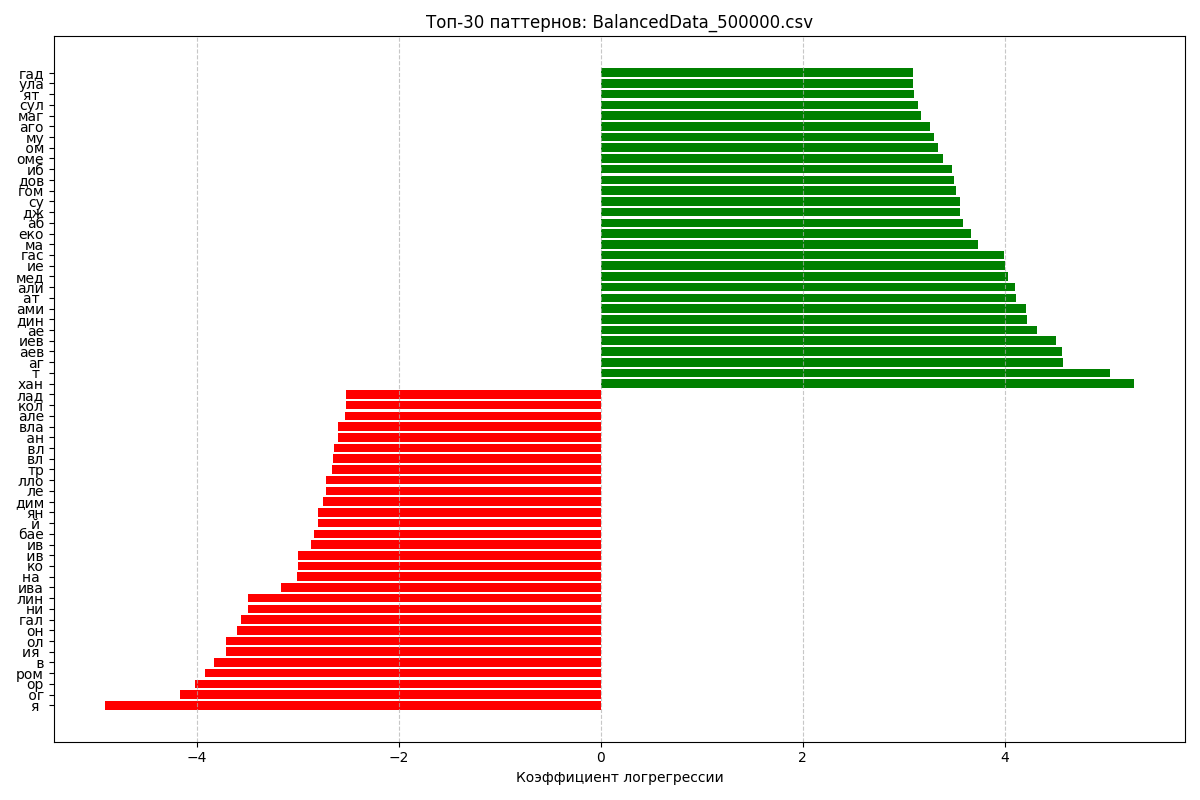 Топ-30 паттернов: BalancedData_500000.csv
гад
ула
ят
сул
маг
аго
му
ом
оме
иб
дов
гом
су
дж
аб
еко
ма
гас
ие
мед
али
ат
ами
дин
ае
иев
аев
аг
т
хан
лад
кол
але
вла
ан
вл
вл
тр
лло
ле
дим
ян
й
бае
ив
ив
ко
на
ива
лин
ни
гал
он
ол
ия
в
ром
ор
ог
я
−4 −2 0 2 4
Коэффициент логрегрессии